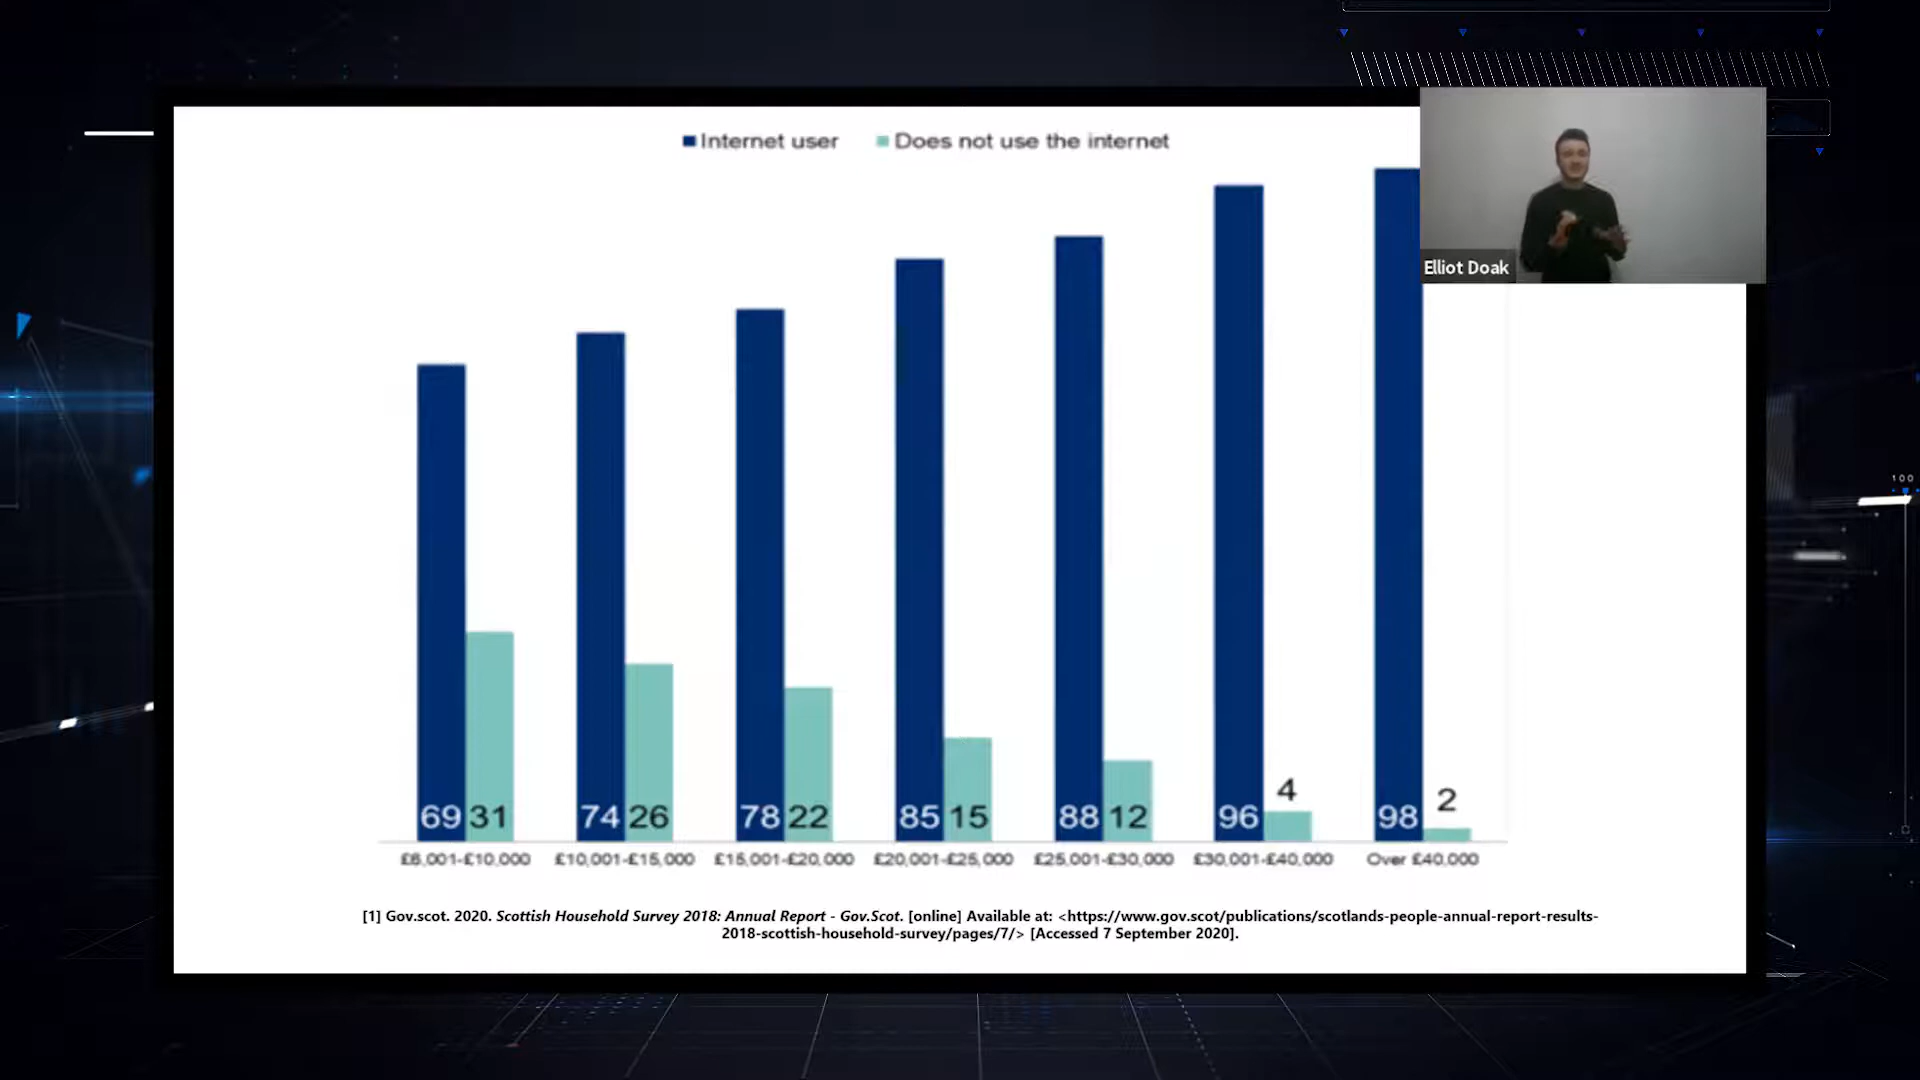 Internet user Does not use the internet
Elliot Doak
69 31 74 26 78 22 85 15 88 12 96 4 98 2
£6,001-£10,000 £10,001-£15,000 £15,001-£20,000 £20,001-£25,000 £25,001-£30,000 £30,001-£40,000 Over £40,000
[1] Gov.scot. 2020. Scottish Household Survey 2018: Annual Report - Gov.Scot. [online] Available at: <https://www.gov.scot/publications/scotlands-people-annual-report-results-
2018-scottish-household-survey/pages/7/> [Accessed 7 September 2020].
100